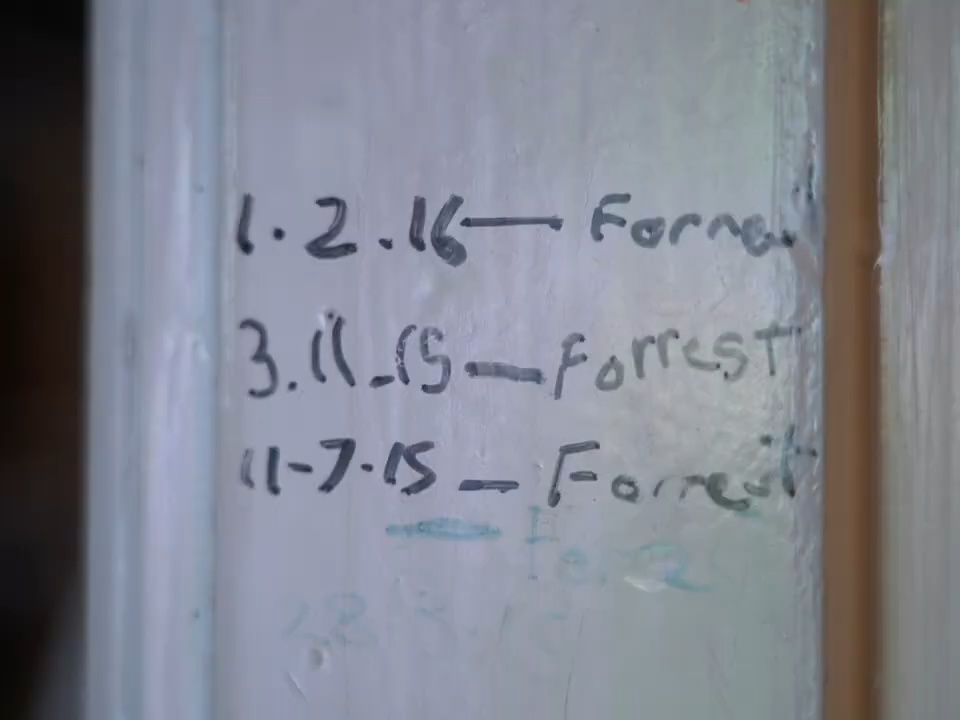 1.2.16 — Forrest
3.11.15 — Forrest
11-7.15 — Forrest